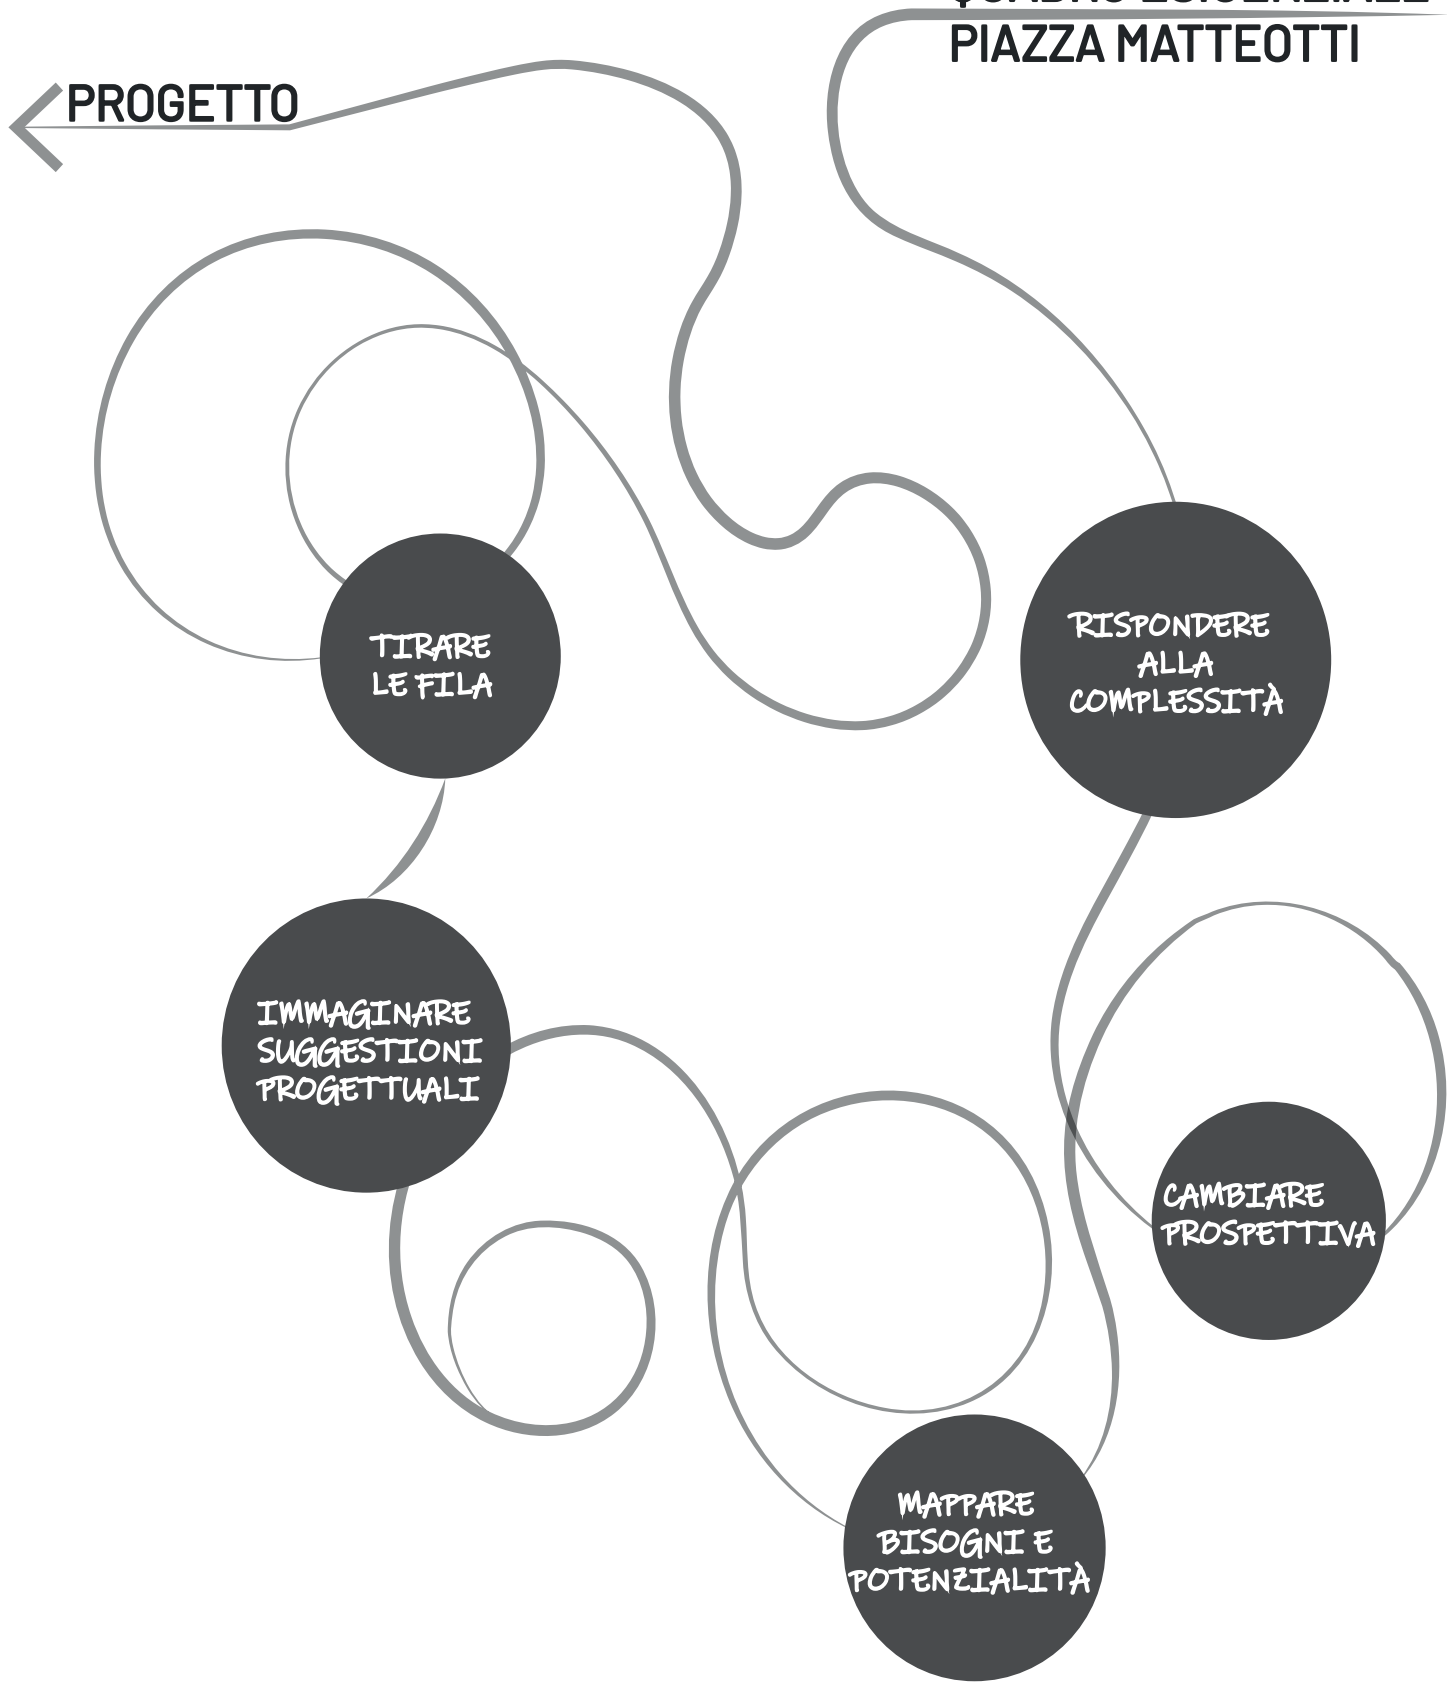 PIAZZA MATTEOTTI
PROGETTO
RISPONDERE
ALLA
COMPLESSITÀ
TIRARE
LE FILA
IMMAGINARE
SUGGESTIONI
PROGETTUALI
CAMBIARE
PROSPETTIVA
MAPPARE
BISOGNI E
POTENZIALITÀ